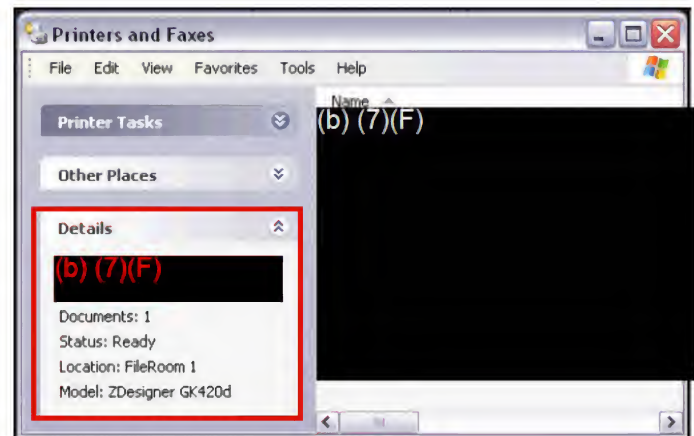 Printers and Faxes
File Edit View Favorites Tools Help
Printer Tasks
Other Places
Details
(b) (7)(F)
Documents: 1
Status: Ready
Location: FileRoom 1
Model: ZDesigner GK420d
Name
(b) (7)(F)